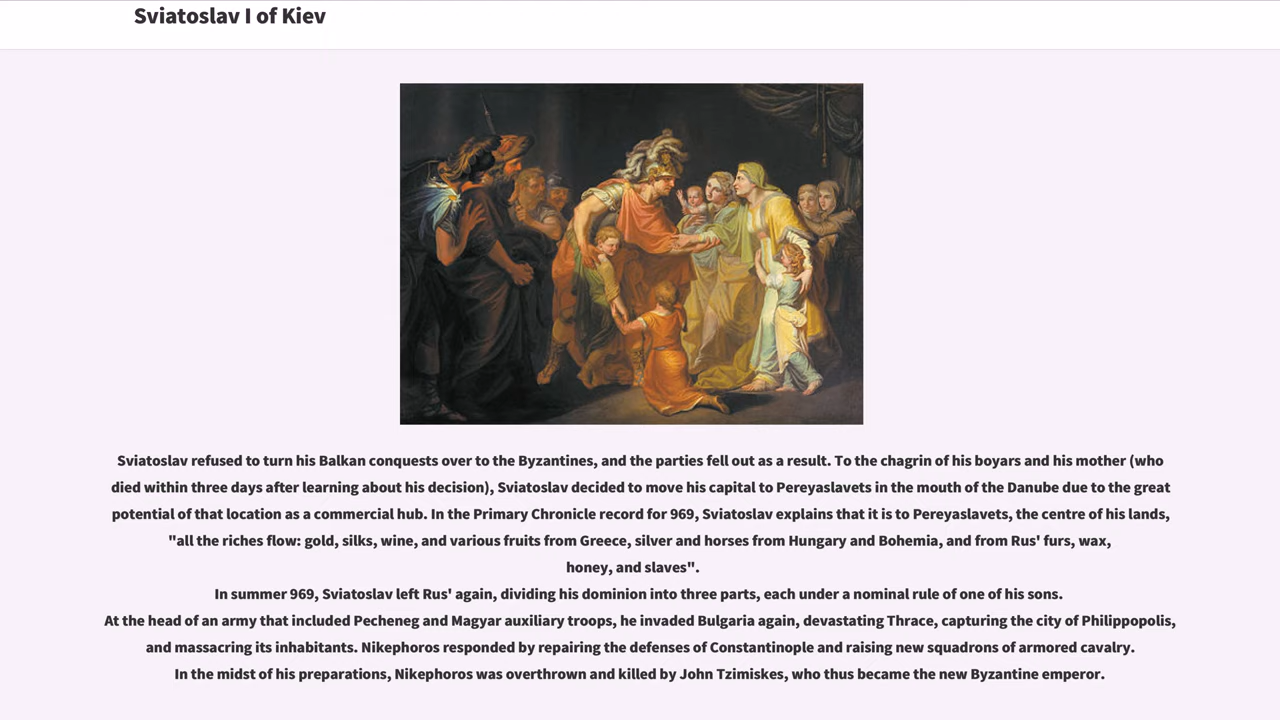 Sviatoslav I of Kiev
Sviatoslav refused to turn his Balkan conquests over to the Byzantines, and the parties fell out as a result. To the chagrin of his boyars and his mother (who
died within three days after learning about his decision), Sviatoslav decided to move his capital to Pereyaslavets in the mouth of the Danube due to the great
potential of that location as a commercial hub. In the Primary Chronicle record for 969, Sviatoslav explains that it is to Pereyaslavets, the centre of his lands,
"all the riches flow: gold, silks, wine, and various fruits from Greece, silver and horses from Hungary and Bohemia, and from Rus' furs, wax,
honey, and slaves".
In summer 969, Sviatoslav left Rus' again, dividing his dominion into three parts, each under a nominal rule of one of his sons.
At the head of an army that included Pecheneg and Magyar auxiliary troops, he invaded Bulgaria again, devastating Thrace, capturing the city of Philippopolis,
and massacring its inhabitants. Nikephoros responded by repairing the defenses of Constantinople and raising new squadrons of armored cavalry.
In the midst of his preparations, Nikephoros was overthrown and killed by John Tzimiskes, who thus became the new Byzantine emperor.